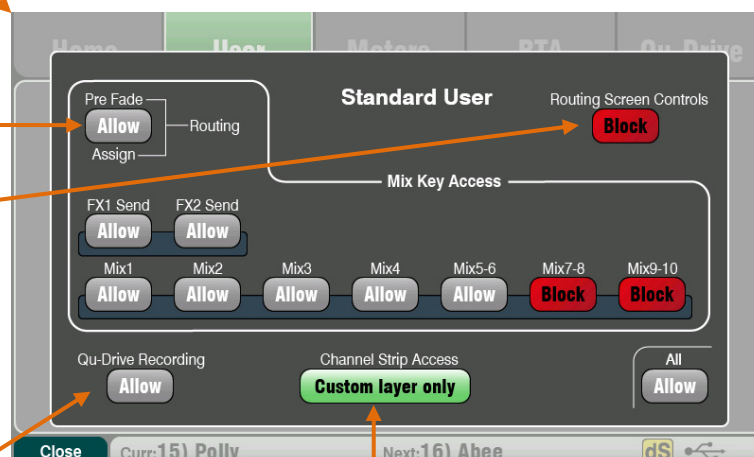 Home User Meters RTA Qu-Drive
Standard User
Pre Fade
Allow
Routing
Assign
Routing Screen Controls
Block
Mix Key Access
FX1 Send FX2 Send
Allow Allow
Mix1 Mix2 Mix3 Mix4 Mix5-6 Mix7-8 Mix9-10
Allow Allow Allow Allow Allow Block Block
Qu-Drive Recording
Allow
Channel Strip Access
Custom layer only
All
Allow
Close Curr:15) Polly Next:16) Abee dS